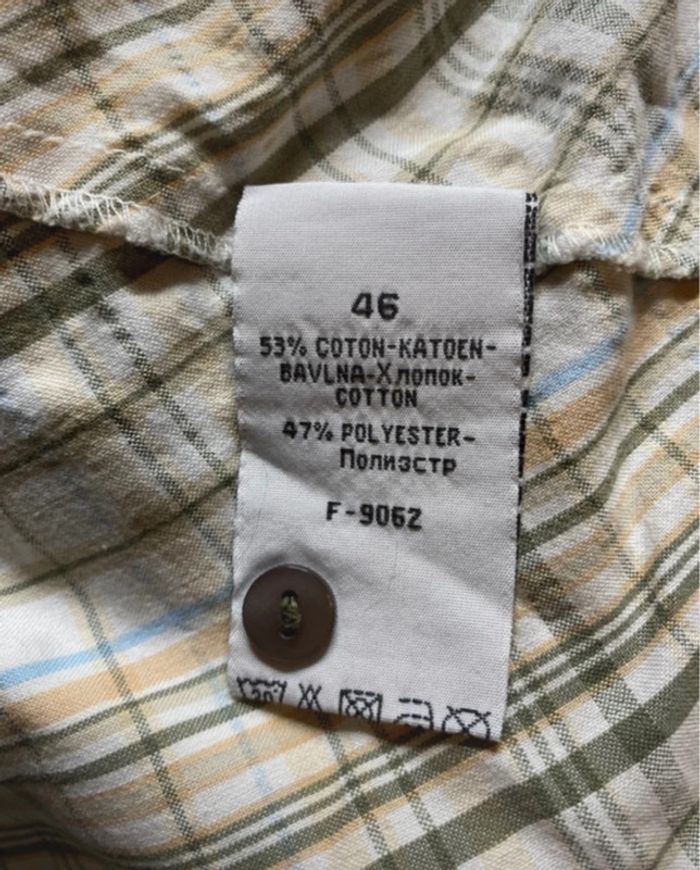 46
53% COTON-KATOEN-
BAVLNA-Хлопок-
COTTON
47% POLYESTER-
Полиэстр
F-9062